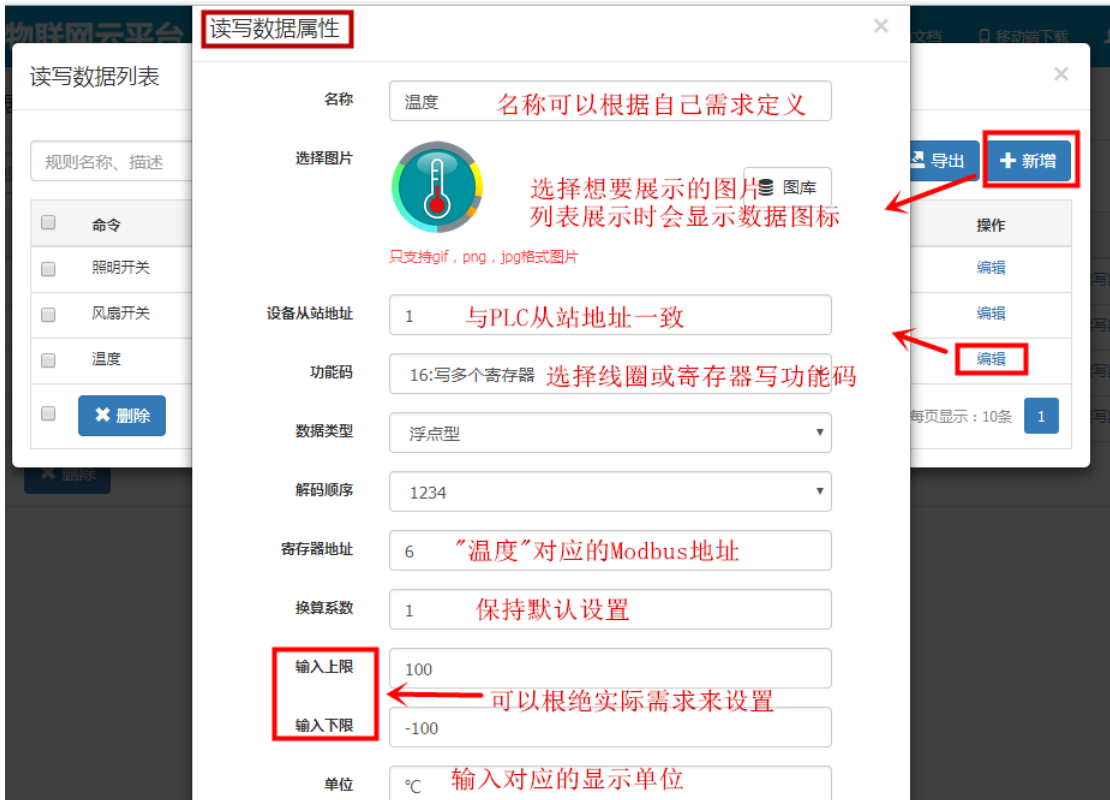 物联网云平台
文档
移动端下载
读写数据属性
×
读写数据列表
×
名称
温度
名称可以根据自己需求定义
规则名称、描述
导出
新增
选择图片
图库
选择想要展示的图片
列表展示时会显示数据图标
只支持gif，png，jpg格式图片
命令
操作
照明开关
编辑
风扇开关
编辑
温度
编辑
删除
每页显示：10条
1
设备从站地址
1
与PLC从站地址一致
功能码
16:写多个寄存器
选择线圈或寄存器写功能码
数据类型
浮点型
解码顺序
1234
删除
寄存器地址
6
"温度"对应的Modbus地址
换算系数
1
保持默认设置
输入上限
100
可以根绝实际需求来设置
输入下限
-100
单位
℃
输入对应的显示单位